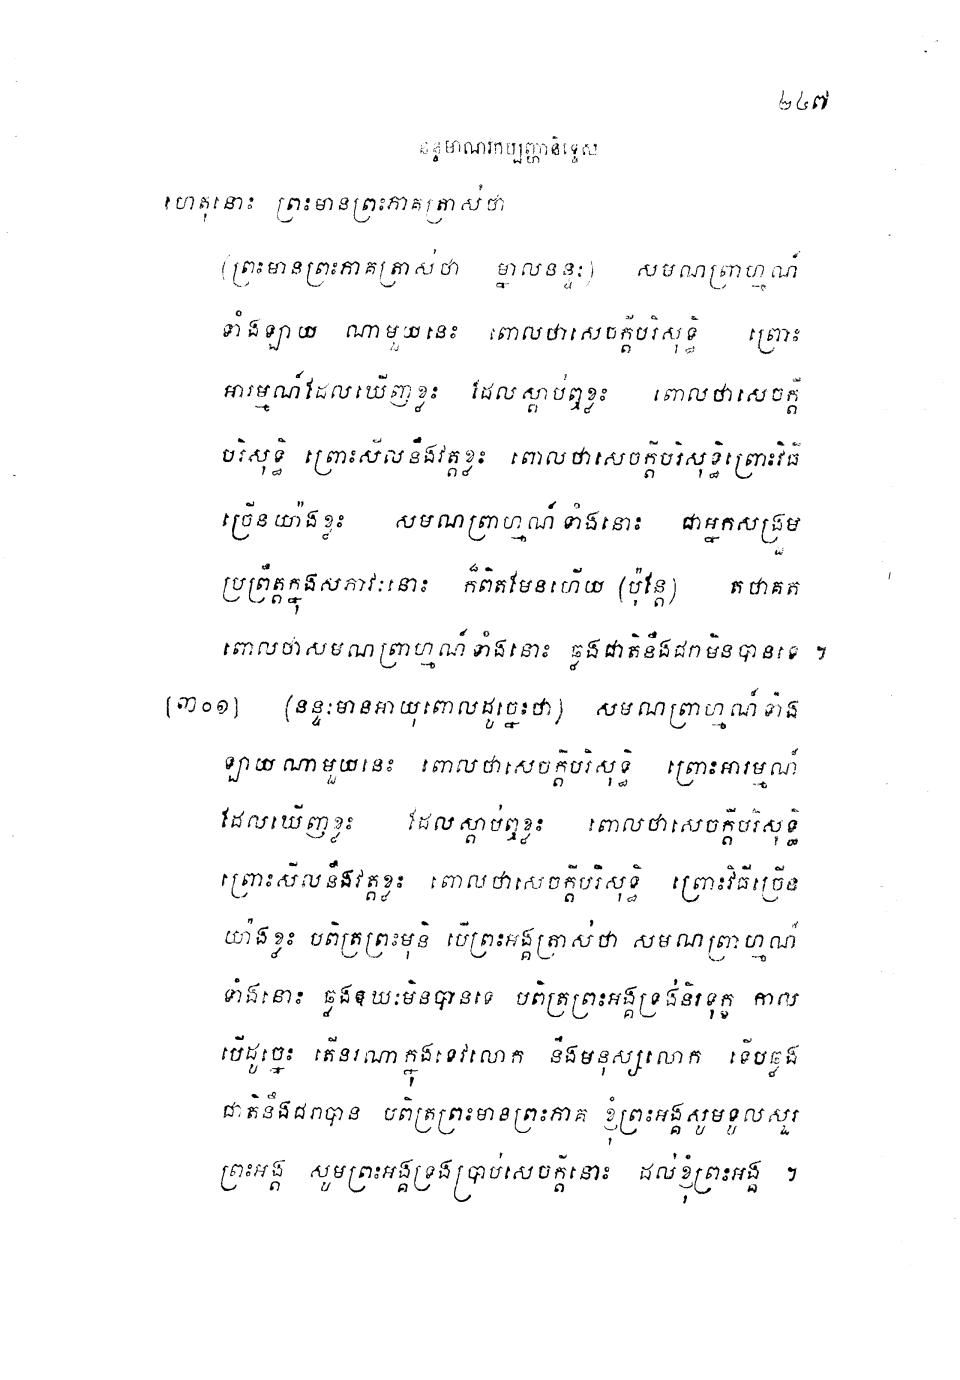 ២៤៧
នន្ទមាណវកប្បញ្ហានិទ្ទេស
ហេតុនោះ ព្រះមានព្រះភាគត្រាស់ថា
(ព្រះមានព្រះភាគត្រាស់ថា ម្នាលនន្ទៈ) សមណព្រាហ្មណ៍
ទាំងឡាយ ណាមួយនេះ ពោលថាសេចក្តីបរិសុទ្ធិ ព្រោះ
អារម្មណ៍ដែលឃើញខ្លះ ដែលស្តាប់ឮខ្លះ ពោលថាសេចក្តី
បរិសុទ្ធិ ព្រោះសីលនឹងវត្តខ្លះ ពោលថាសេចក្តីបរិសុទ្ធិព្រោះវិធី
ច្រើនយ៉ាងខ្លះ សមណព្រាហ្មណ៍ទាំងនោះ ជាអ្នកសង្រួម
ប្រព្រឹត្តក្នុងសភាវៈនោះ ក៏ពិតមែនហើយ (ប៉ុន្តែ) តថាគត
ពោលថាសមណព្រាហ្មណ៍ទាំងនោះ ឆ្លងជាតិនឹងជរាមិនបានទេ ។
[៣០១] (នន្ទៈមានអាយុពោលដូច្នេះថា) សមណព្រាហ្មណ៍ទាំង
ឡាយណាមួយនេះ ពោលថាសេចក្តីបរិសុទ្ធិ ព្រោះអារម្មណ៍
ដែលឃើញខ្លះ ដែលស្តាប់ឮខ្លះ ពោលថាសេចក្តីបរិសុទ្ធិ
ព្រោះសីលនឹងវត្តខ្លះ ពោលថាសេចក្តីបរិសុទ្ធិ ព្រោះវិធីច្រើន
យ៉ាងខ្លះ បពិត្រព្រះមុនី បើព្រះអង្គត្រាស់ថា សមណព្រាហ្មណ៍
ទាំងនោះ ឆ្លងឱឃៈមិនបានទេ បពិត្រព្រះអង្គទ្រង់និរទុក្ខ កាល
បើដូច្នេះ តើនរណាក្នុងទេវលោក នឹងមនុស្សលោក ទើបឆ្លង
ជាតិនឹងជរាបាន បពិត្រព្រះមានព្រះភាគ ខ្ញុំព្រះអង្គសូមទូលសួរ
ព្រះអង្គ សូមព្រះអង្គទ្រង់ប្រាប់សេចក្តីនោះ ដល់ខ្ញុំព្រះអង្គ ។